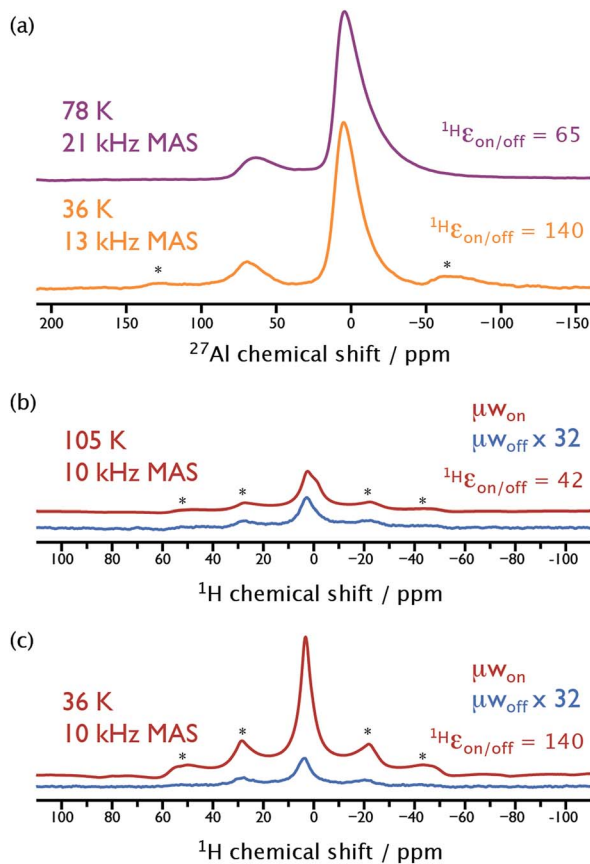 (a)
78 K
21 kHz MAS
¹Hε_on/off = 65
36 K
13 kHz MAS
¹Hε_on/off = 140
* *
200 150 100 50 0 −50 −100 −150
²⁷Al chemical shift / ppm
(b)
105 K
10 kHz MAS
μw_on
μw_off x 32
¹Hε_on/off = 42
* * * *
100 80 60 40 20 0 −20 −40 −60 −80 -100
¹H chemical shift / ppm
(c)
36 K
10 kHz MAS
μw_on
μw_off x 32
¹Hε_on/off = 140
* * * *
100 80 60 40 20 0 −20 −40 −60 −80 -100
¹H chemical shift / ppm